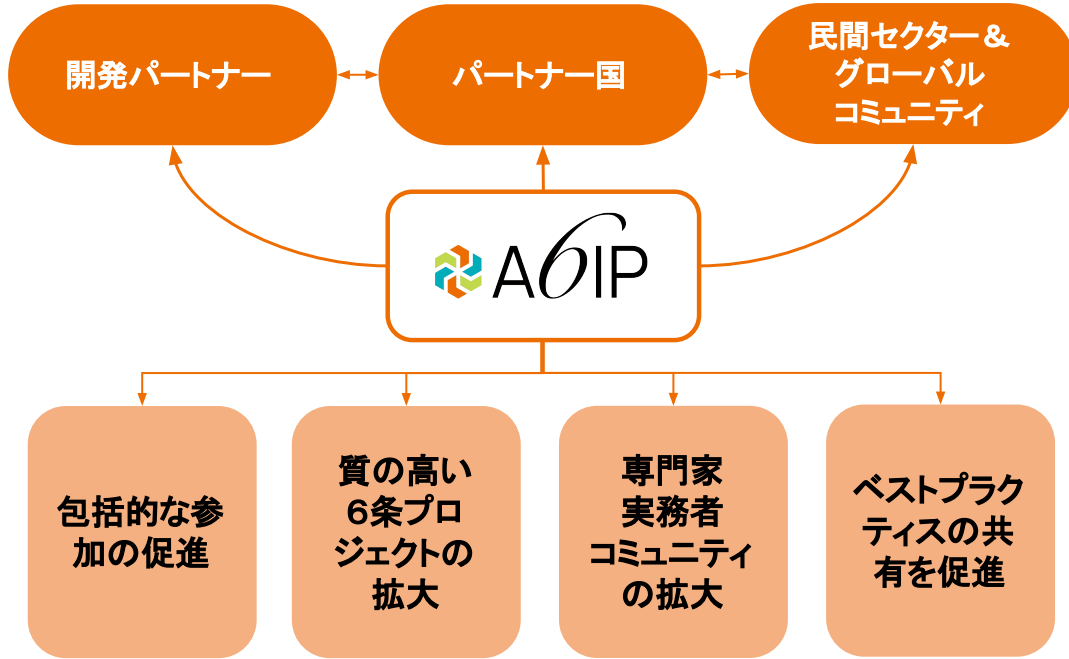 開発パートナー
パートナー国
民間セクター＆
グローバル
コミュニティ
A6IP
包括的な参
加の促進
質の高い
６条プロ
ジェクトの
拡大
専門家
実務者
コミュニティ
の拡大
ベストプラク
ティスの共
有を促進